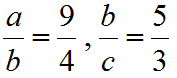 a/b = 9/4 , b/c = 5/3